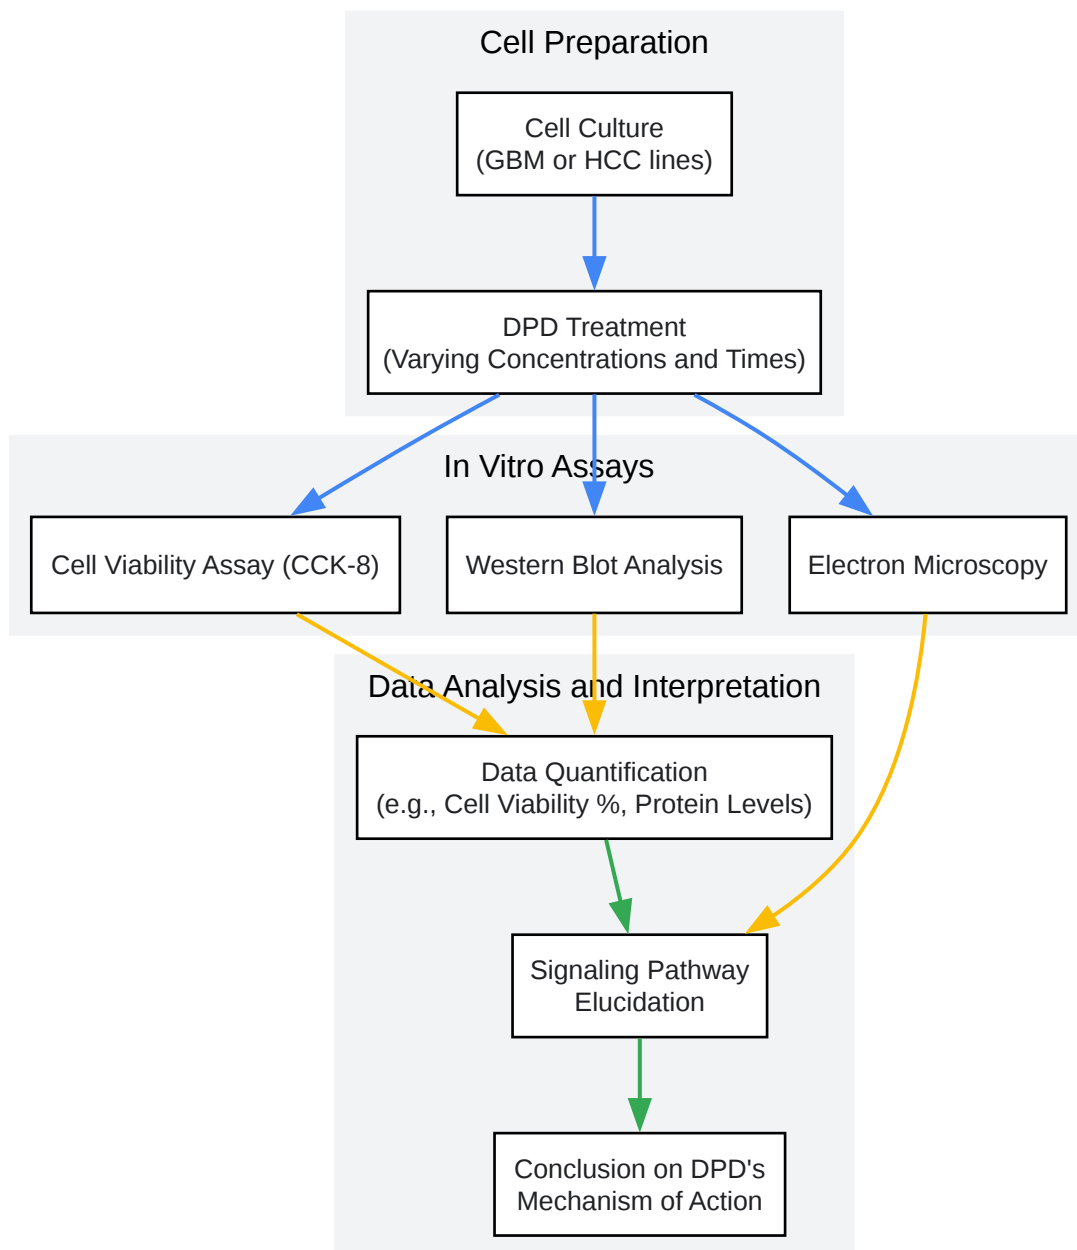 Cell Preparation
Cell Culture
(GBM or HCC lines)
DPD Treatment
(Varying Concentrations and Times)
In Vitro Assays
Cell Viability Assay (CCK-8)
Western Blot Analysis
Electron Microscopy
Data Analysis and Interpretation
Data Quantification
(e.g., Cell Viability %, Protein Levels)
Signaling Pathway
Elucidation
Conclusion on DPD's
Mechanism of Action